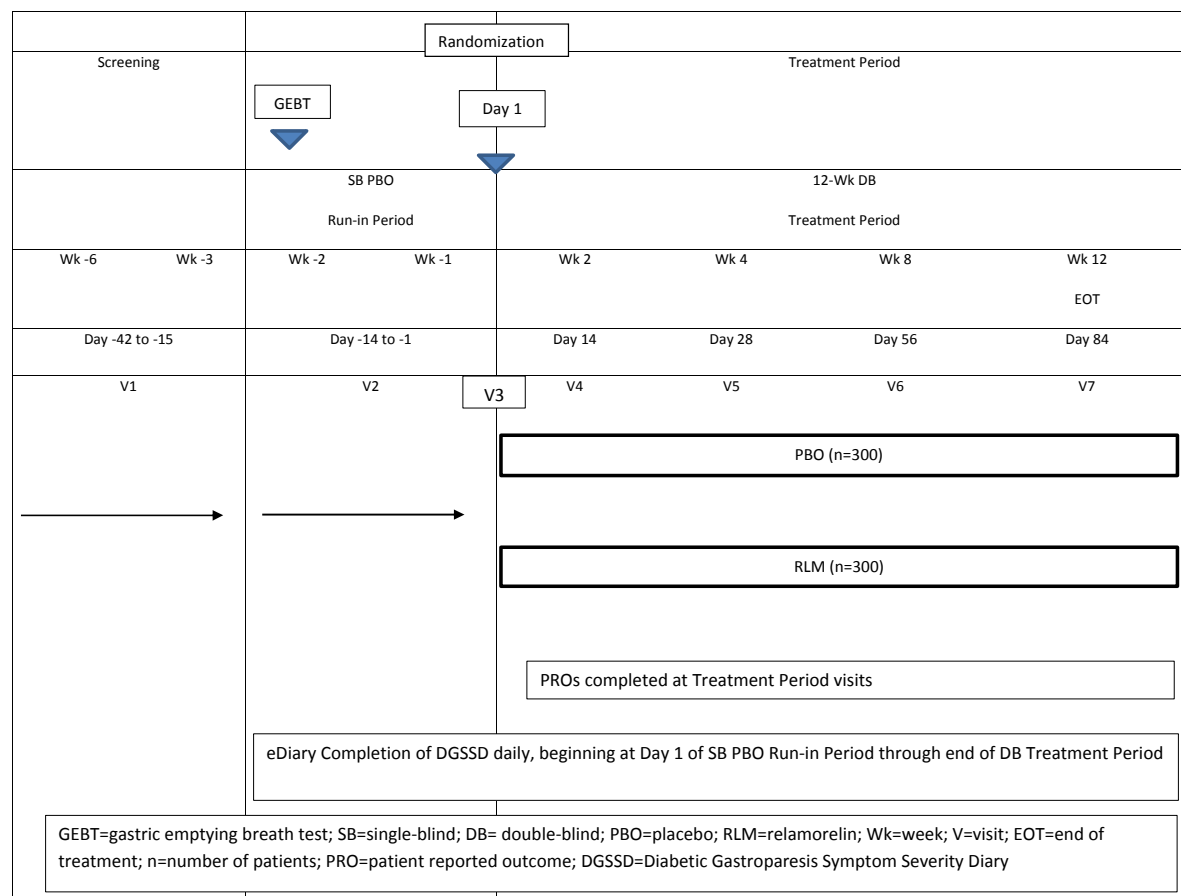 Randomization
Screening Treatment Period
GEBT
Day 1
SB PBO 12-Wk DB
Run-in Period Treatment Period
Wk -6 Wk -3 Wk -2 Wk -1 Wk 2 Wk 4 Wk 8 Wk 12
EOT
Day -42 to -15 Day -14 to -1 Day 14 Day 28 Day 56 Day 84
V1 V2 V3 V4 V5 V6 V7
PBO (n=300)
RLM (n=300)
PROs completed at Treatment Period visits
eDiary Completion of DGSSD daily, beginning at Day 1 of SB PBO Run-in Period through end of DB Treatment Period
GEBT=gastric emptying breath test; SB=single-blind; DB= double-blind; PBO=placebo; RLM=relamorelin; Wk=week; V=visit; EOT=end of
treatment; n=number of patients; PRO=patient reported outcome; DGSSD=Diabetic Gastroparesis Symptom Severity Diary